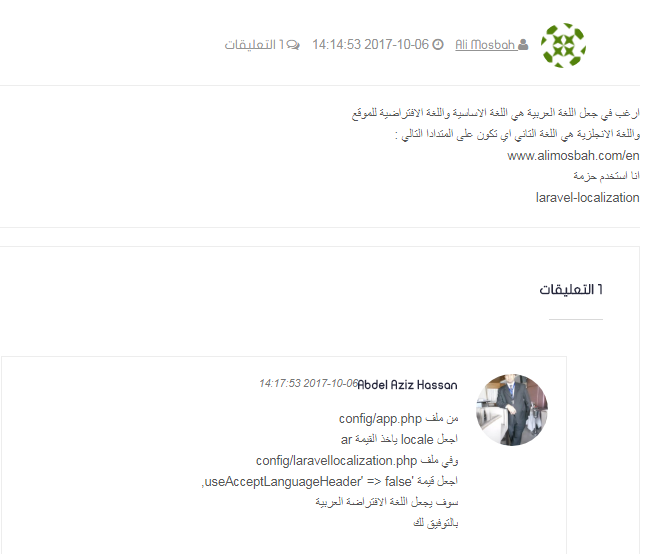 Ali Mosbah 2017-10-06 14:14:53 1 التعليقات
ارغب في جعل اللغة العربية هي اللغة الاساسية واللغة الافتراضية للموقع
واللغة الانجلزية هي اللغة التاني اي تكون على المتدادا التالي :
www.alimosbah.com/en
انا استخدم حزمة
laravel-localization
1 التعليقات
Abdel Aziz Hassan 2017-10-06 14:17:53
من ملف config/app.php
اجعل locale ياخذ القيمة ar
وفي ملف config/laravellocalization.php
اجعل قيمة 'useAcceptLanguageHeader' => false,
سوف يجعل اللغة الافتراضة العربية
بالتوفيق لك